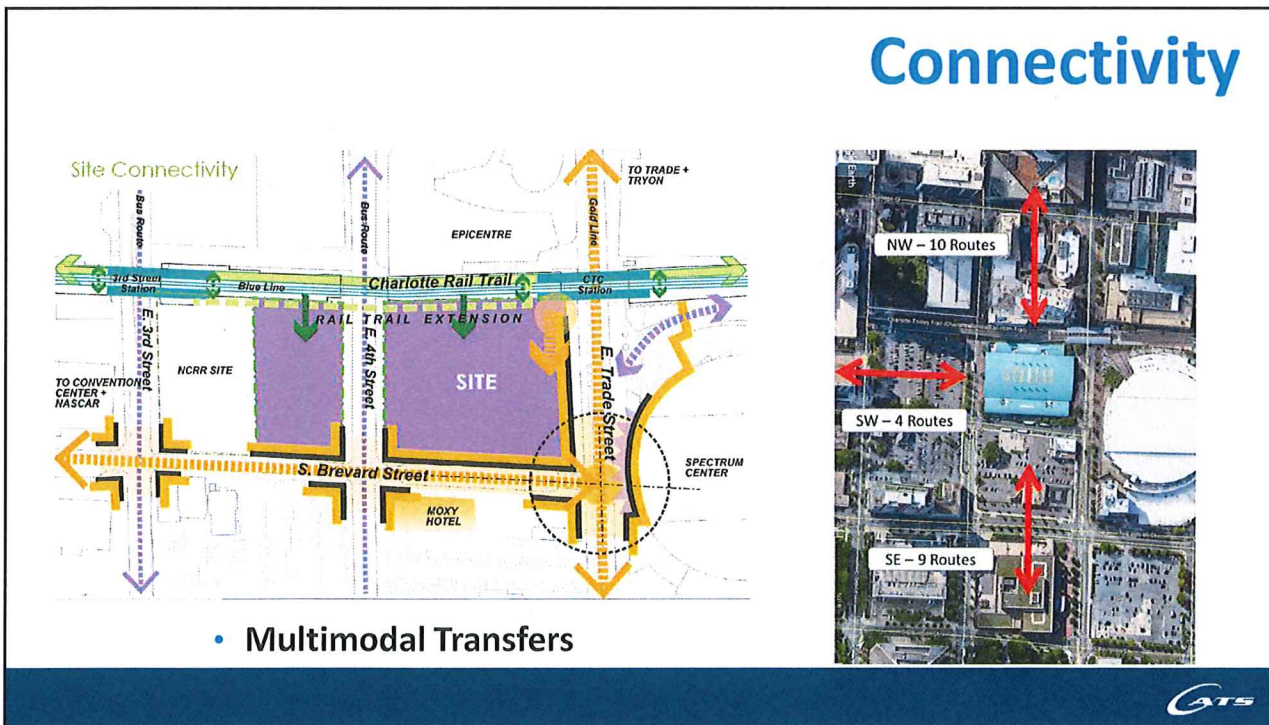 Connectivity
Site Connectivity
TO TRADE +
TRYON
Bus Route
Bus Route
Gold Line
EPICENTRE
3rd Street
Station
Blue Line
Charlotte Rail Trail
CTC
Station
RAIL TRAIL EXTENSION
E. 3rd Street
E. 4th Street
E. Trade Street
NCRR SITE
SITE
TO CONVENTION
CENTER +
NASCAR
S. Brevard Street
SPECTRUM
CENTER
MOXY
HOTEL
• Multimodal Transfers
Earth
NW – 10 Routes
SW – 4 Routes
SE – 9 Routes
CATS